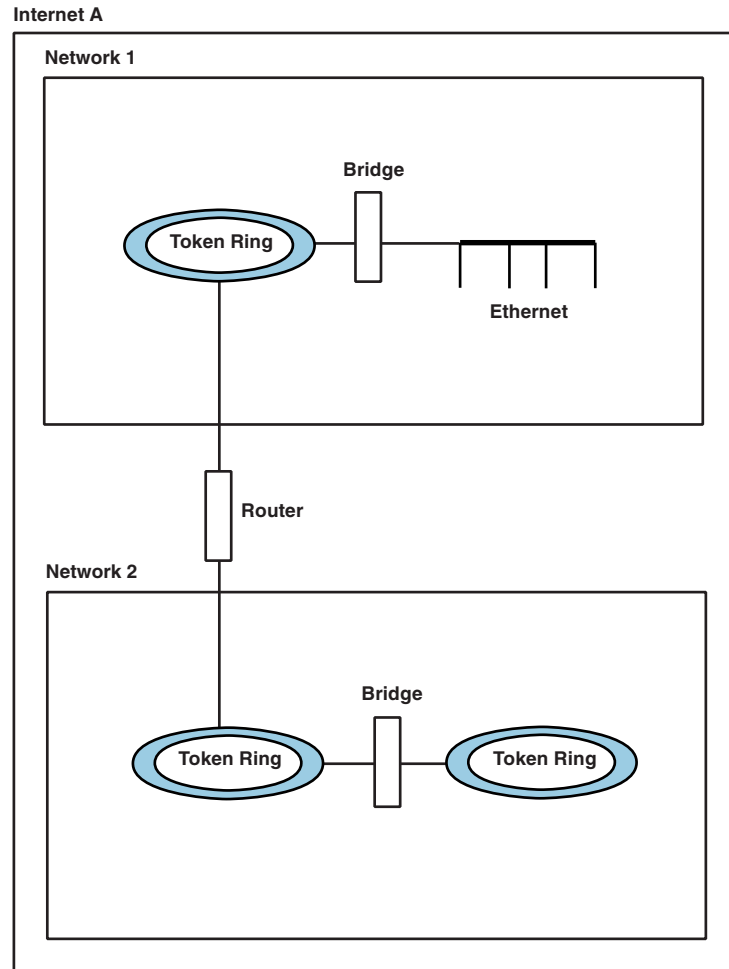 Internet A
Network 1
Bridge
Token Ring
Ethernet
Router
Network 2
Bridge
Token Ring
Token Ring